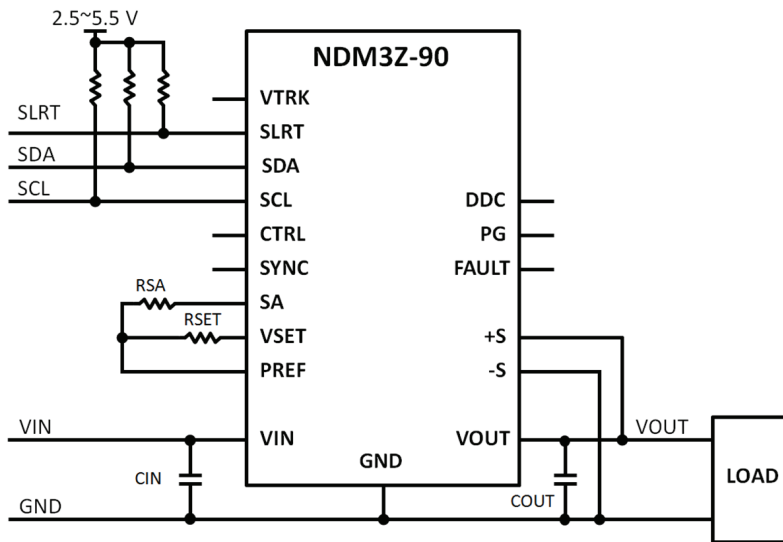 2.5~5.5 V
NDM3Z-90
VTRK
SLRT
SLRT
SDA
SDA
SCL
SCL
DDC
CTRL
PG
SYNC
FAULT
RSA
SA
RSET
VSET
+S
PREF
-S
VIN
VIN
VOUT
VOUT
GND
CIN
COUT
LOAD
GND